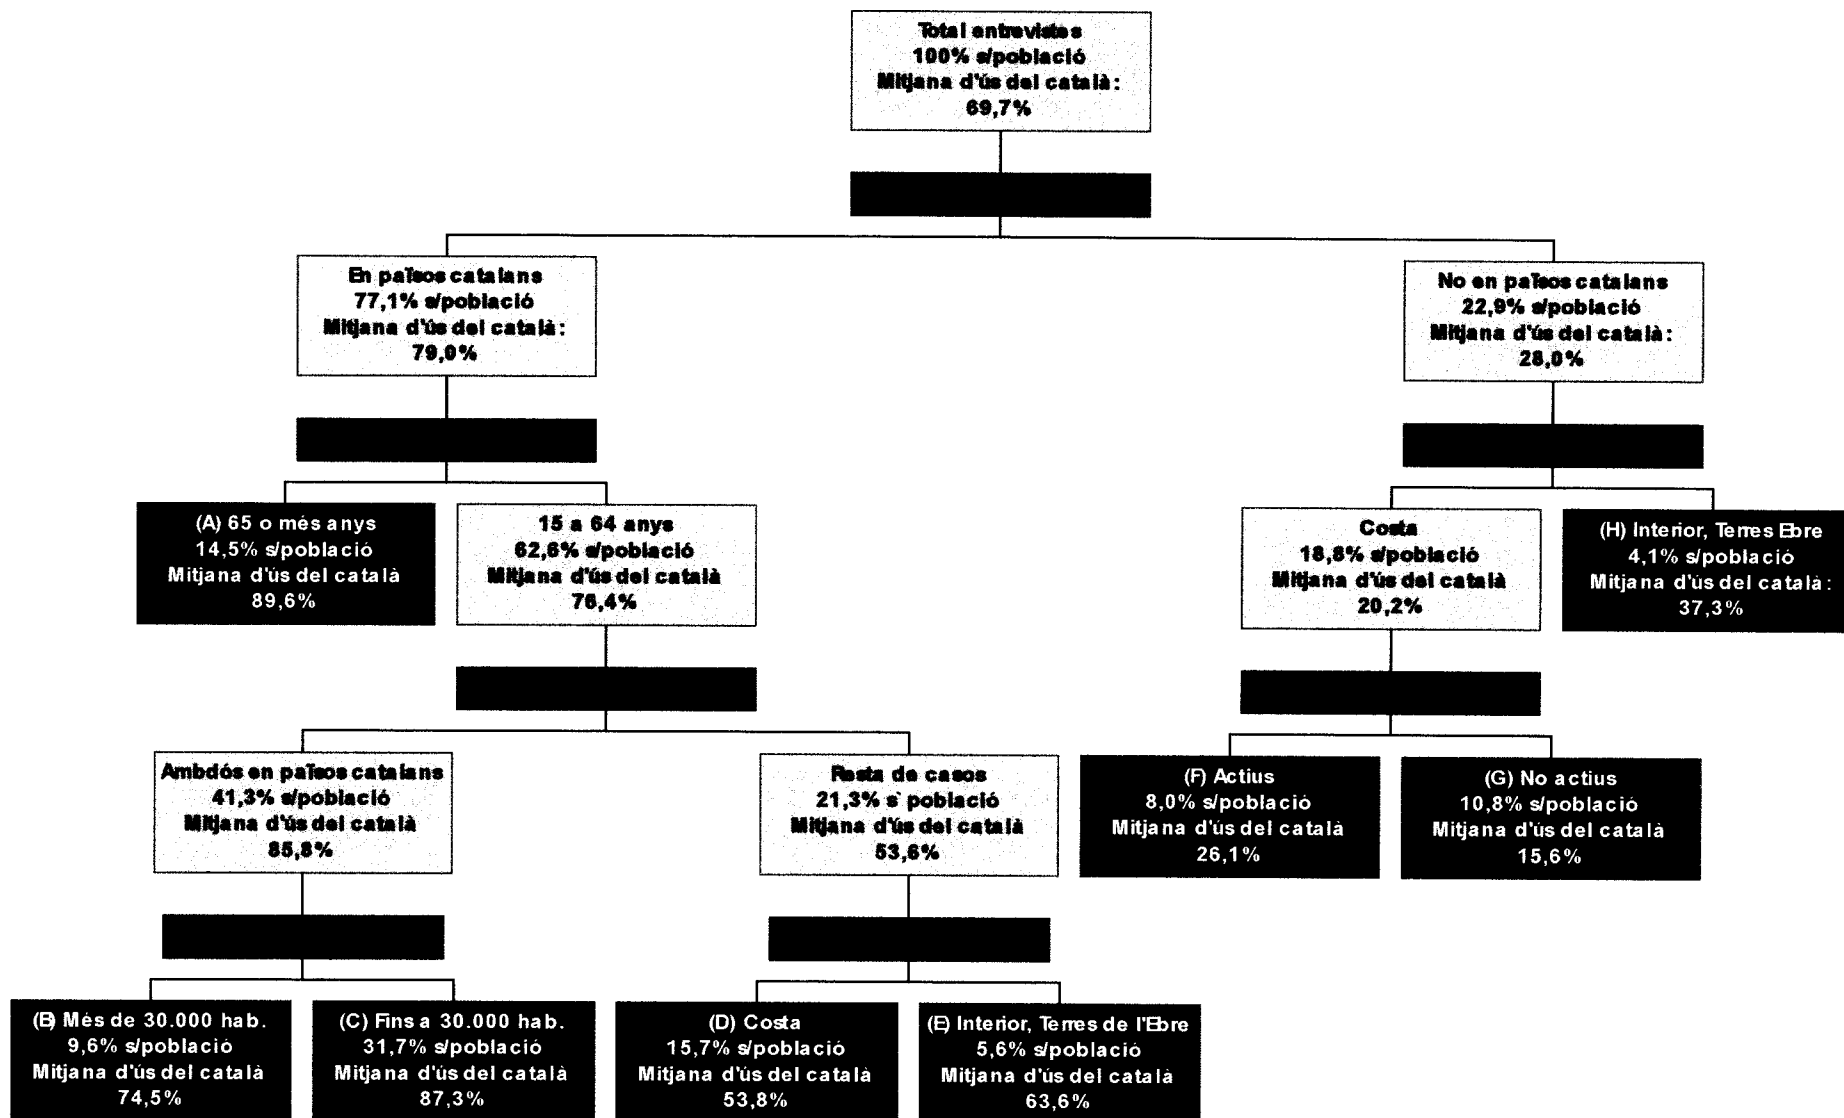 Total entrevistes
100% s/població
Mitjana d'ús del català:
69,7%
En països catalans
77,1% s/població
Mitjana d'ús del català:
79,0%
No en països catalans
22,9% s/població
Mitjana d'ús del català:
28,0%
(A) 65 o més anys
14,5% s/població
Mitjana d'ús del català
89,6%
15 a 64 anys
62,6% s/població
Mitjana d'ús del català
76,4%
Costa
18,8% s/població
Mitjana d'ús del català
20,2%
(H) Interior, Terres Ebre
4,1% s/població
Mitjana d'ús del català:
37,3%
Ambdós en països catalans
41,3% s/població
Mitjana d'ús del català
85,8%
Resta de casos
21,3% s` població
Mitjana d'ús del català
53,6%
(F) Actius
8,0% s/població
Mitjana d'ús del català
26,1%
(G) No actius
10,8% s/població
Mitjana d'ús del català
15,6%
(B) Més de 30.000 hab.
9,6% s/població
Mitjana d'ús del català
74,5%
(C) Fins a 30.000 hab.
31,7% s/població
Mitjana d'ús del català
87,3%
(D) Costa
15,7% s/població
Mitjana d'ús del català
53,8%
(E) Interior, Terres de l'Ebre
5,6% s/població
Mitjana d'ús del català
63,6%